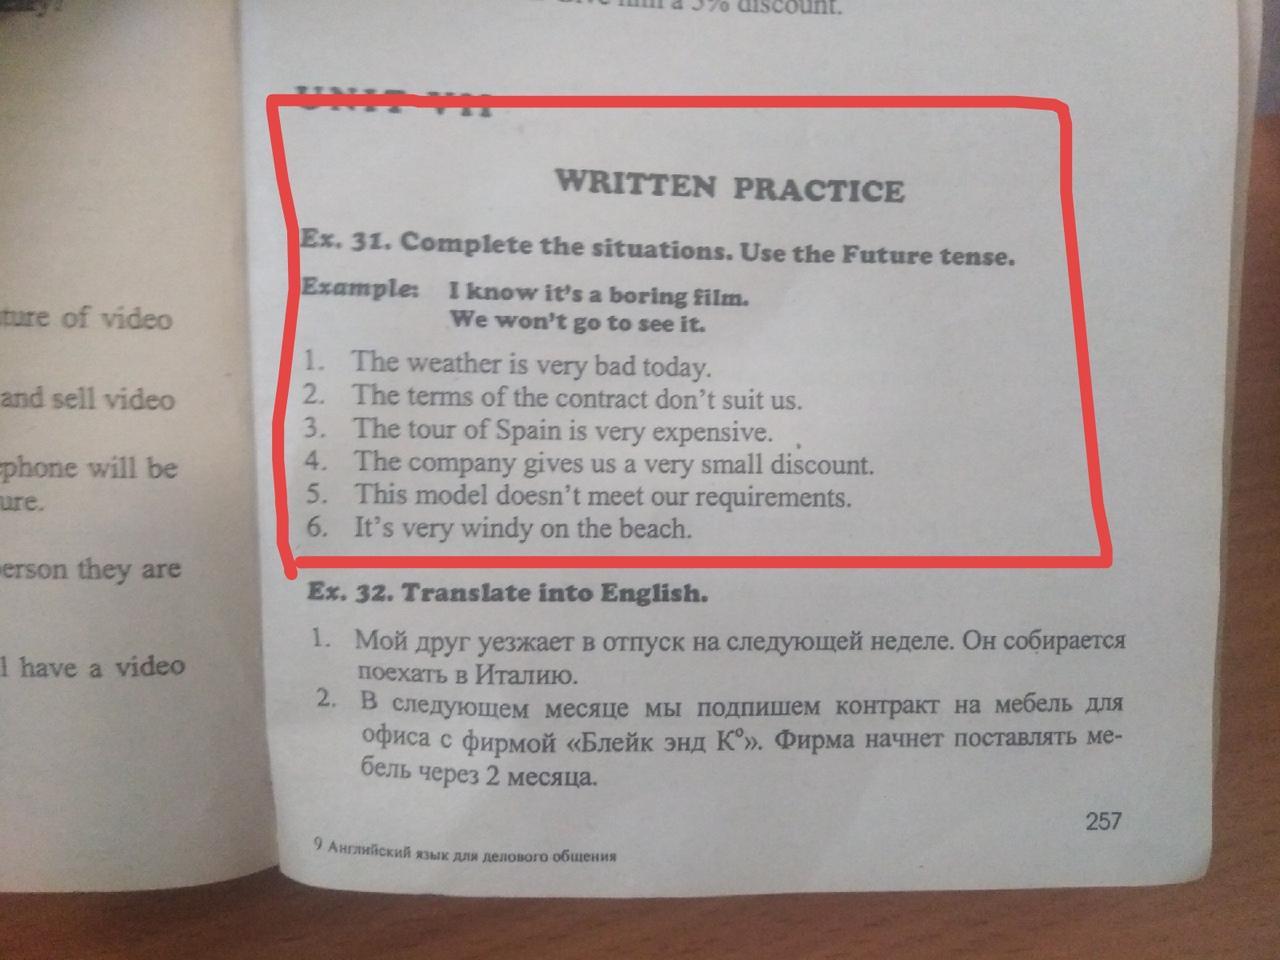 a 5% discount.
UNIT VII
WRITTEN PRACTICE
Ex. 31. Complete the situations. Use the Future tense.
Example: I know it's a boring film.
We won't go to see it.
1. The weather is very bad today.
2. The terms of the contract don't suit us.
3. The tour of Spain is very expensive.
4. The company gives us a very small discount.
5. This model doesn't meet our requirements.
6. It's very windy on the beach.
Ex. 32. Translate into English.
1. Мой друг уезжает в отпуск на следующей неделе. Он собирается
поехать в Италию.
2. В следующем месяце мы подпишем контракт на мебель для
офиса с фирмой «Блейк энд Кº». Фирма начнет поставлять ме-
бель через 2 месяца.
257
9 Английский язык для делового общения
ture of video
and sell video
phone will be
ure.
erson they are
l have a video